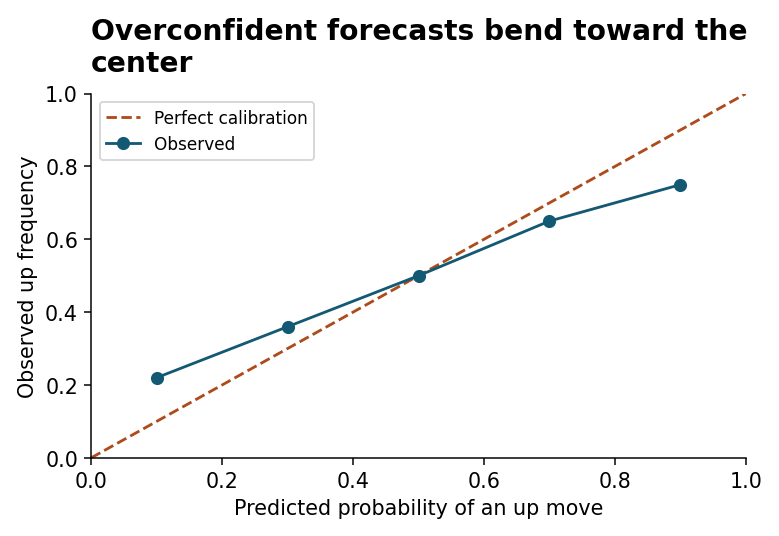 Overconfident forecasts bend toward the
center
1.0
Perfect calibration
Observed
0.8
0.6
0.4
0.2
0.0
Observed up frequency
0.0 0.2 0.4 0.6 0.8 1.0
Predicted probability of an up move